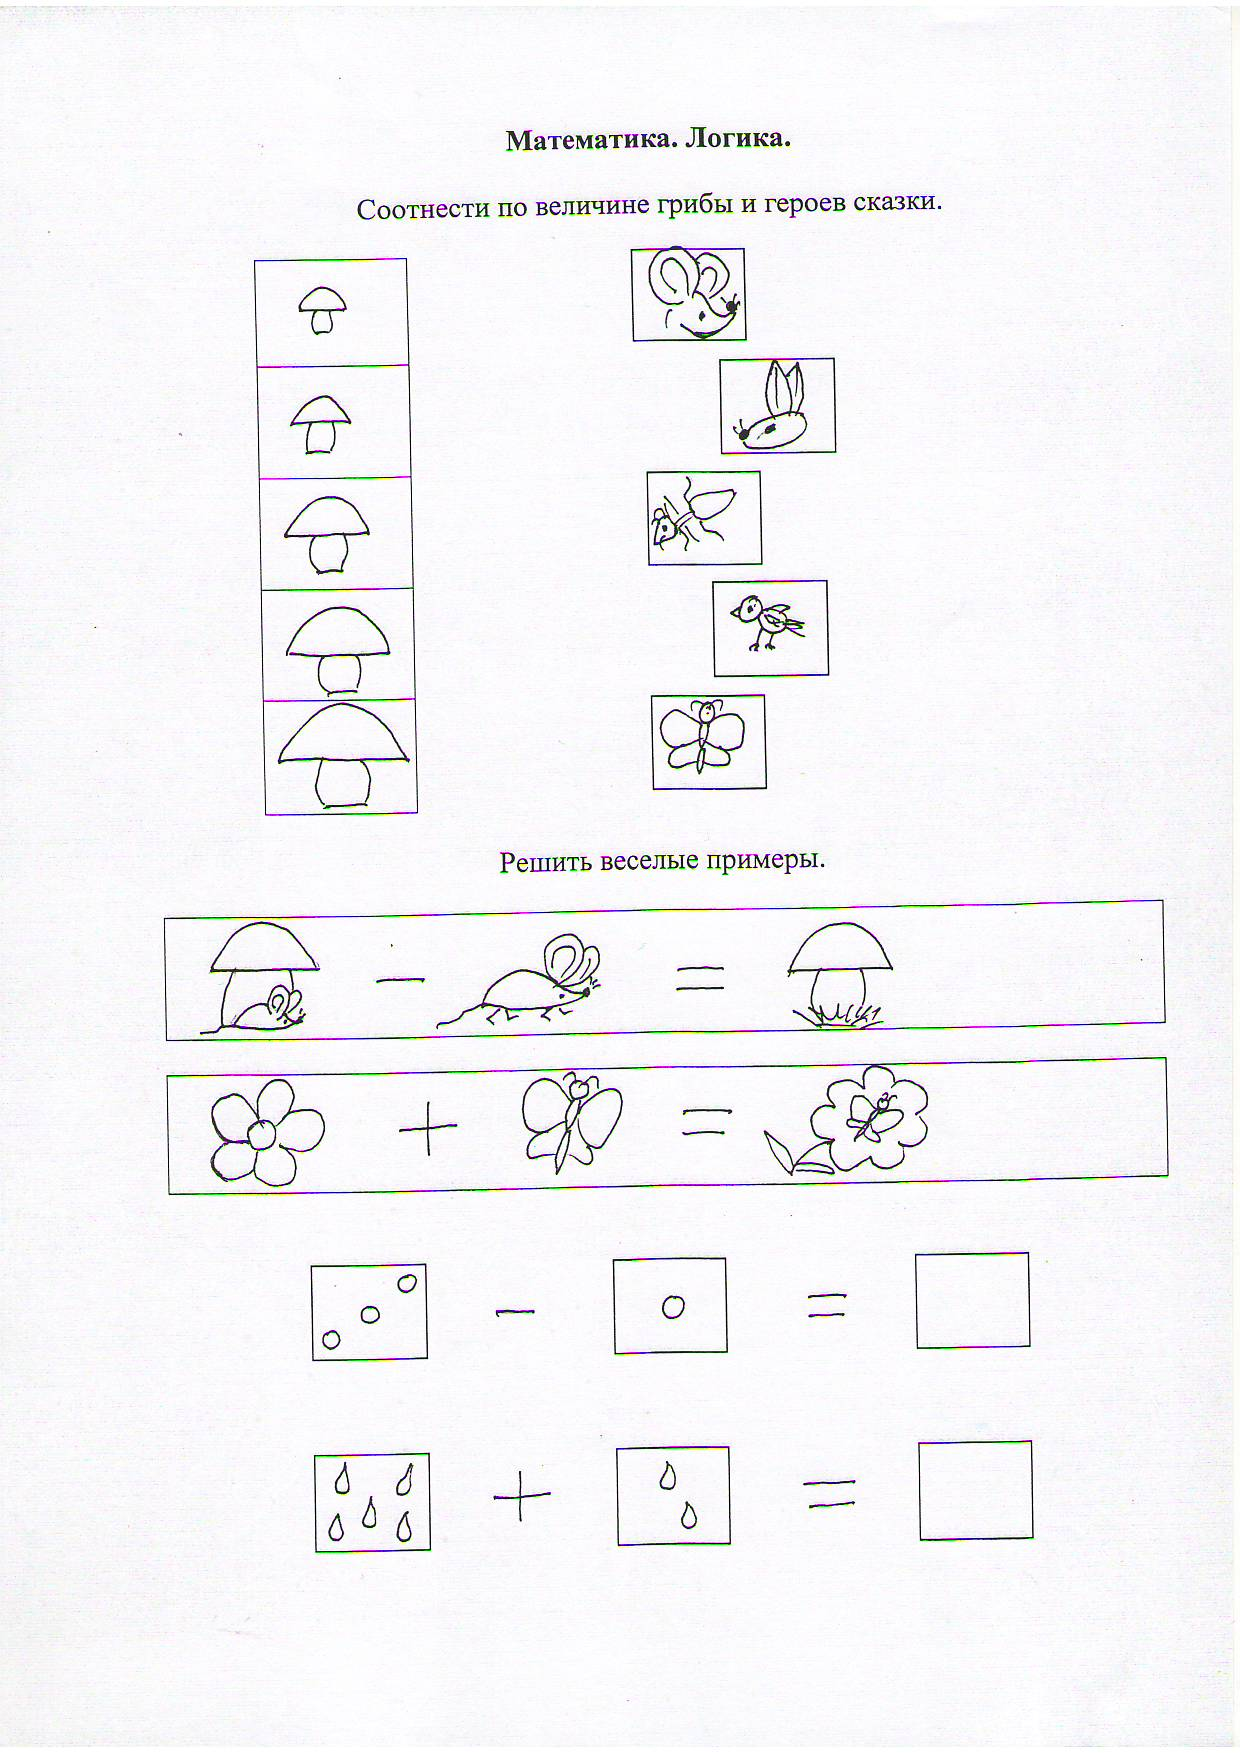 Математика. Логика.
Соотнести по величине грибы и героев сказки.
Решить веселые примеры.
− =
+ =
− =
+ =